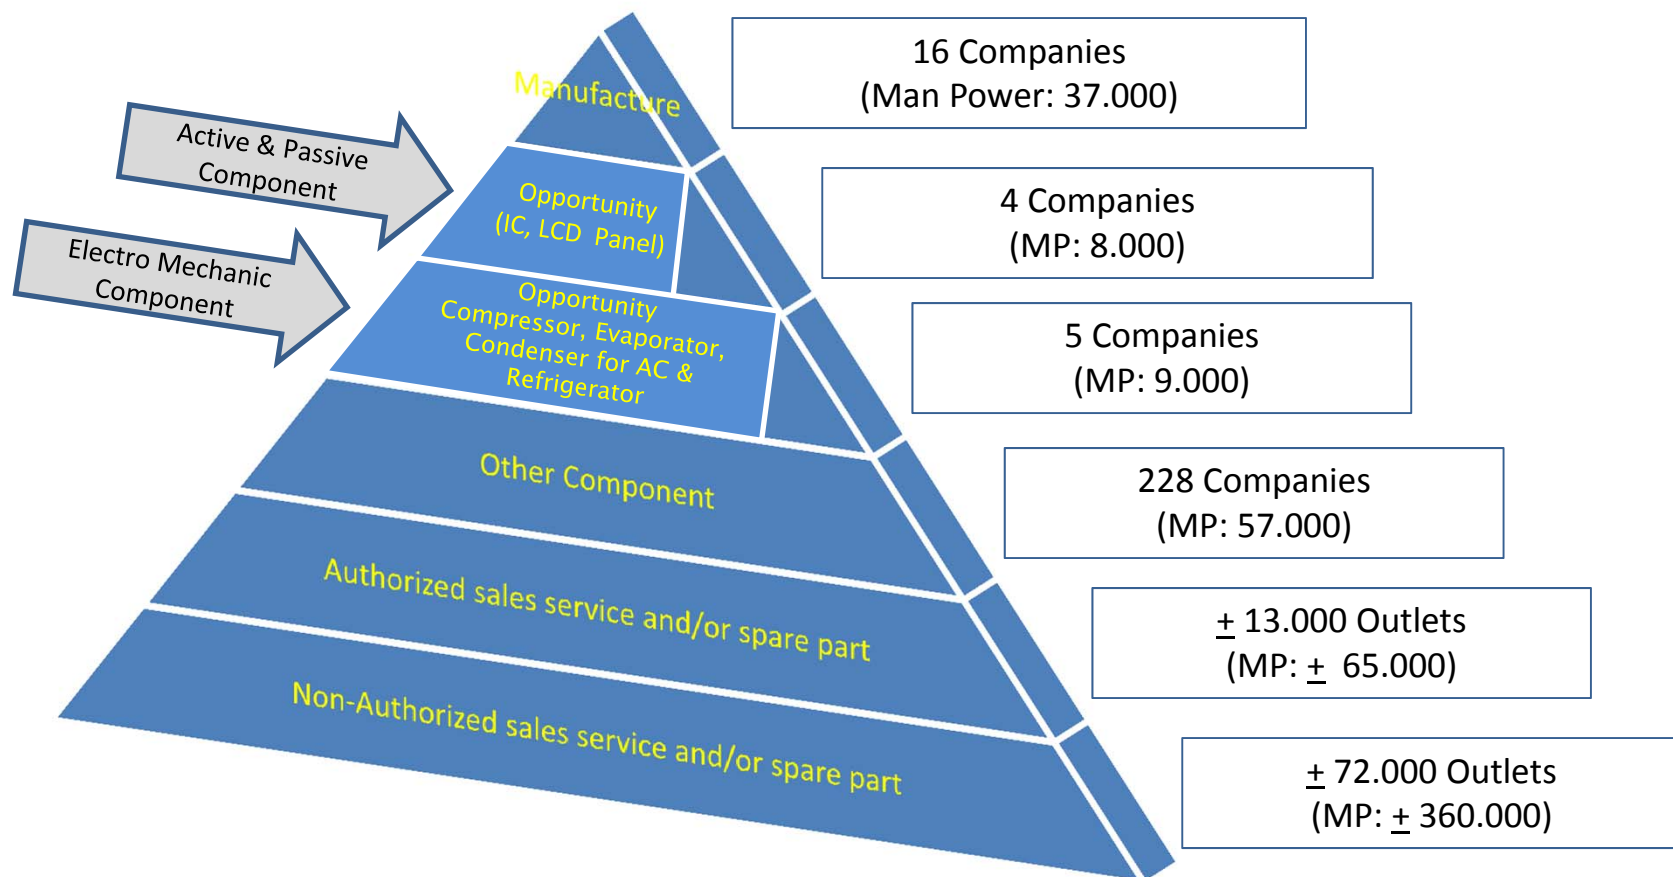 Manufacture
16 Companies
(Man Power: 37.000)
Active & Passive
Component
Opportunity
(IC, LCD Panel)
4 Companies
(MP: 8.000)
Electro Mechanic
Component
Opportunity
Compressor, Evaporator,
Condenser for AC &
Refrigerator
5 Companies
(MP: 9.000)
Other Component
228 Companies
(MP: 57.000)
Authorized sales service and/or spare part
± 13.000 Outlets
(MP: ± 65.000)
Non-Authorized sales service and/or spare part
± 72.000 Outlets
(MP: ± 360.000)